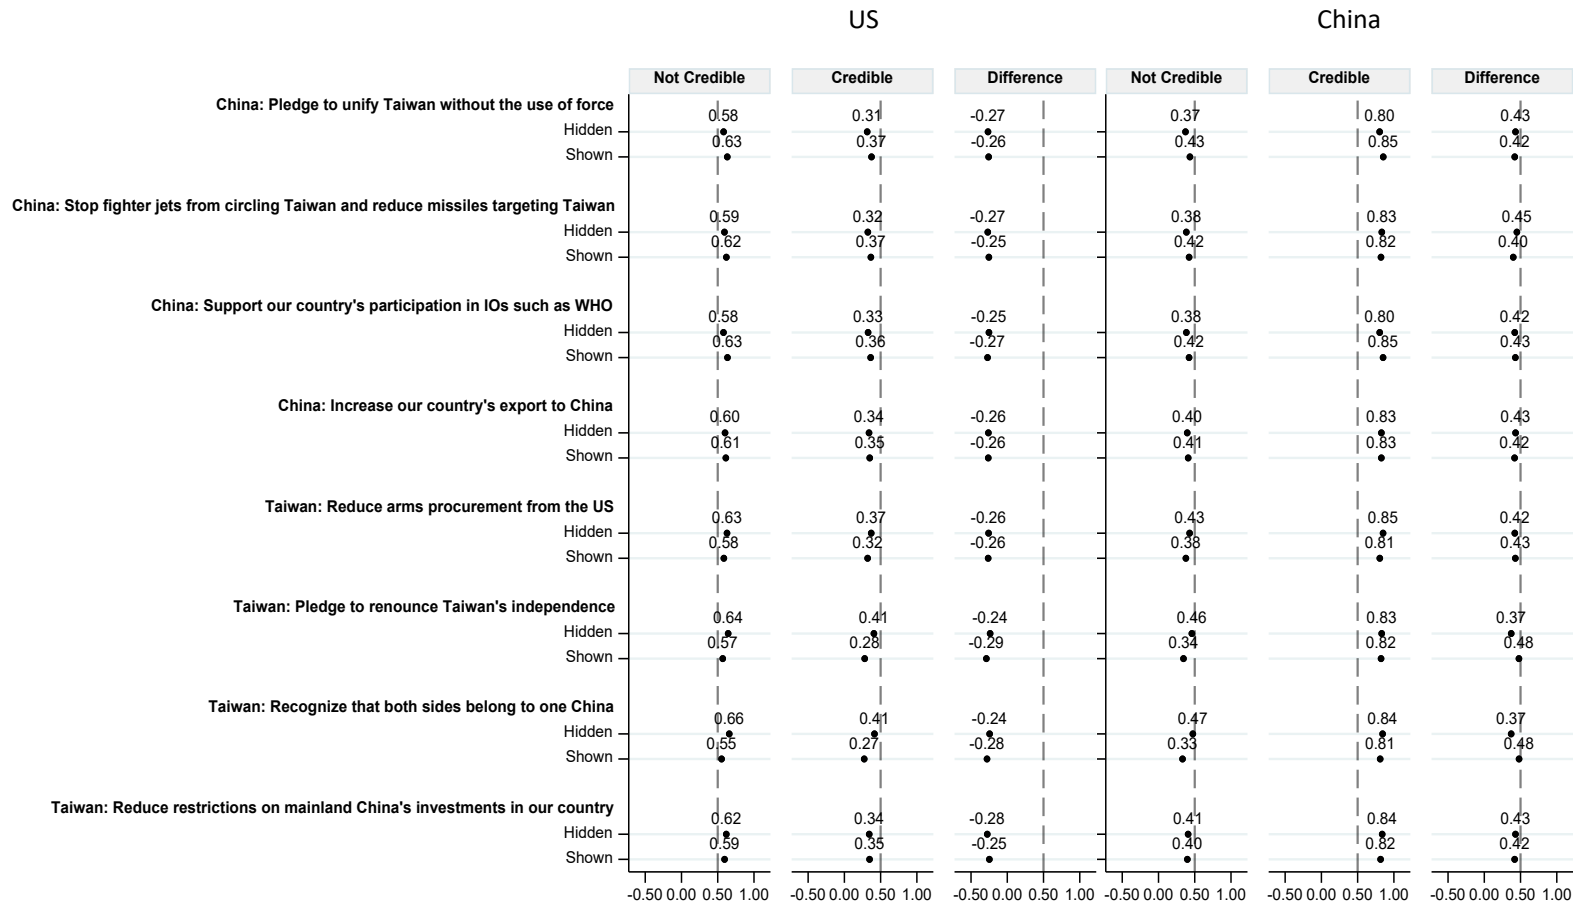 US China
Not Credible Credible Difference Not Credible Credible Difference
China: Pledge to unify Taiwan without the use of force
Hidden 0.58 0.31 -0.27 0.37 0.80 0.43
Shown 0.63 0.37 -0.26 0.43 0.85 0.42
China: Stop fighter jets from circling Taiwan and reduce missiles targeting Taiwan
Hidden 0.59 0.32 -0.27 0.38 0.83 0.45
Shown 0.62 0.37 -0.25 0.42 0.82 0.40
China: Support our country's participation in IOs such as WHO
Hidden 0.58 0.33 -0.25 0.38 0.80 0.42
Shown 0.63 0.36 -0.27 0.42 0.85 0.43
China: Increase our country's export to China
Hidden 0.60 0.34 -0.26 0.40 0.83 0.43
Shown 0.61 0.35 -0.26 0.41 0.83 0.42
Taiwan: Reduce arms procurement from the US
Hidden 0.63 0.37 -0.26 0.43 0.85 0.42
Shown 0.58 0.32 -0.26 0.38 0.81 0.43
Taiwan: Pledge to renounce Taiwan's independence
Hidden 0.64 0.41 -0.24 0.46 0.83 0.37
Shown 0.57 0.28 -0.29 0.34 0.82 0.48
Taiwan: Recognize that both sides belong to one China
Hidden 0.66 0.41 -0.24 0.47 0.84 0.37
Shown 0.55 0.27 -0.28 0.33 0.81 0.48
Taiwan: Reduce restrictions on mainland China's investments in our country
Hidden 0.62 0.34 -0.28 0.41 0.84 0.43
Shown 0.59 0.35 -0.25 0.40 0.82 0.42
-0.50 0.00 0.50 1.00 -0.50 0.00 0.50 1.00 -0.50 0.00 0.50 1.00 -0.50 0.00 0.50 1.00 -0.50 0.00 0.50 1.00 -0.50 0.00 0.50 1.00